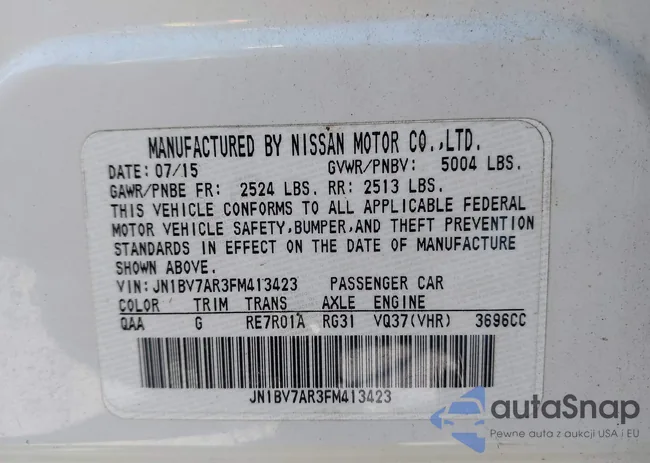 MANUFACTURED BY NISSAN MOTOR CO.,LTD.
DATE: 07/15 GVWR/PNBV: 5004 LBS.
GAWR/PNBE FR: 2524 LBS. RR: 2513 LBS.
THIS VEHICLE CONFORMS TO ALL APPLICABLE FEDERAL
MOTOR VEHICLE SAFETY,BUMPER,AND THEFT PREVENTION
STANDARDS IN EFFECT ON THE DATE OF MANUFACTURE
SHOWN ABOVE.
VIN:JN1BV7AR3FM413423 PASSENGER CAR
COLOR TRIM TRANS AXLE ENGINE
QAA G RE7R01A RG31 VQ37(VHR) 3696CC
JN1BV7AR3FM413423
autaSnap
Pewne auta z aukcji USA i EU